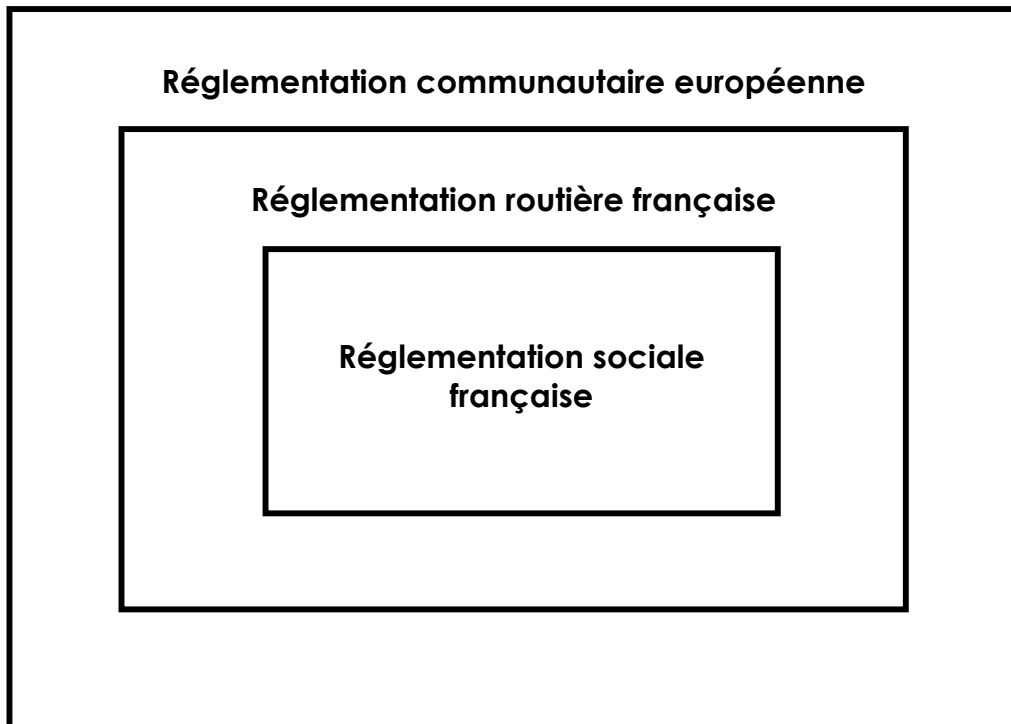 Réglementation communautaire européenne
Réglementation routière française
Réglementation sociale
française